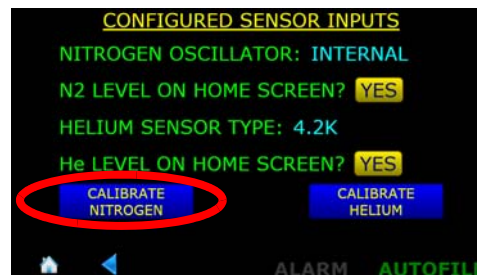 CONFIGURED SENSOR INPUTS
NITROGEN OSCILLATOR: INTERNAL
N2 LEVEL ON HOME SCREEN? YES
HELIUM SENSOR TYPE: 4.2K
He LEVEL ON HOME SCREEN? YES
CALIBRATE
NITROGEN
CALIBRATE
HELIUM
ALARM AUTOFILL